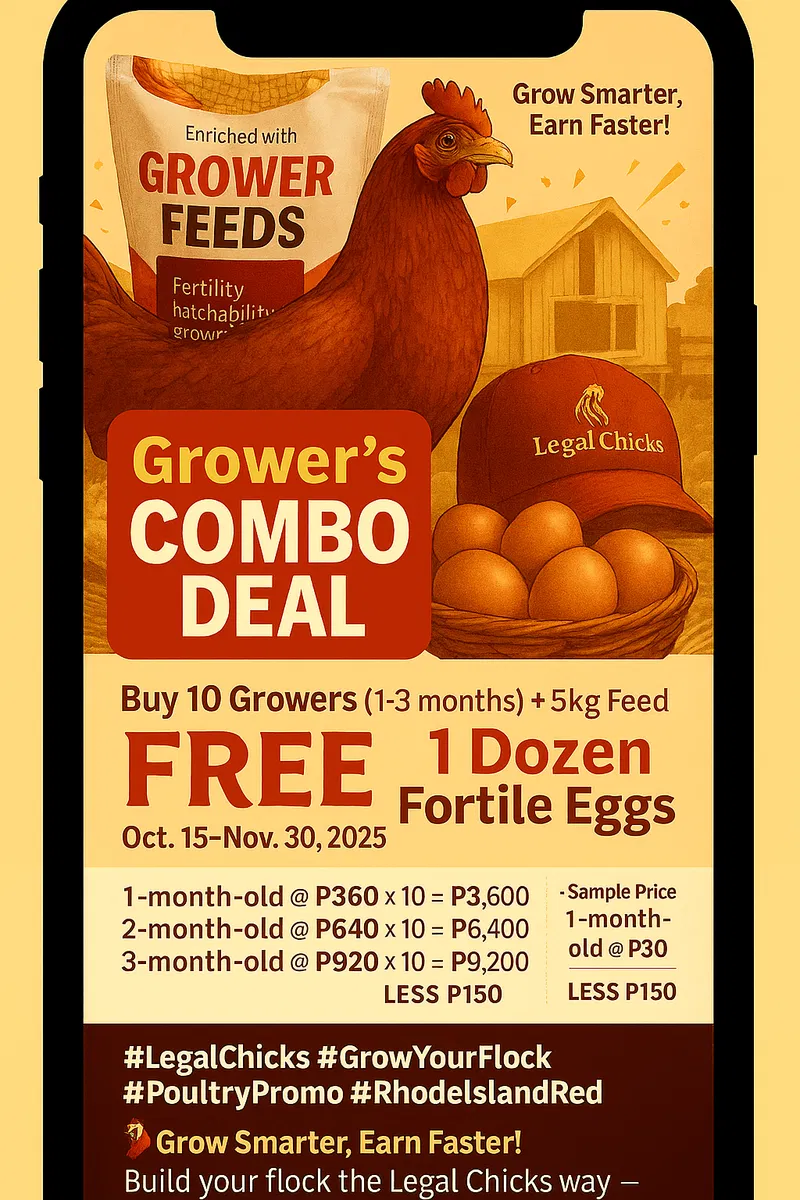 Grow Smarter,
Earn Faster!
Enriched with
GROWER
FEEDS
Fertility
hatchability
Legal Chicks
Grower's
COMBO
DEAL
Buy 10 Growers (1-3 months) + 5kg Feed
FREE 1 Dozen
Fortile Eggs
Oct. 15–Nov. 30, 2025
1-month-old @ P360 x 10 = P3,600
2-month-old @ P640 x 10 = P6,400
3-month-old @ P920 x 10 = P9,200
LESS P150
- Sample Price
1-month-
old @ P30
LESS P150
#LegalChicks #GrowYourFlock
#PoultryPromo #RhodeIslandRed
Grow Smarter, Earn Faster!
Build your flock the Legal Chicks way —